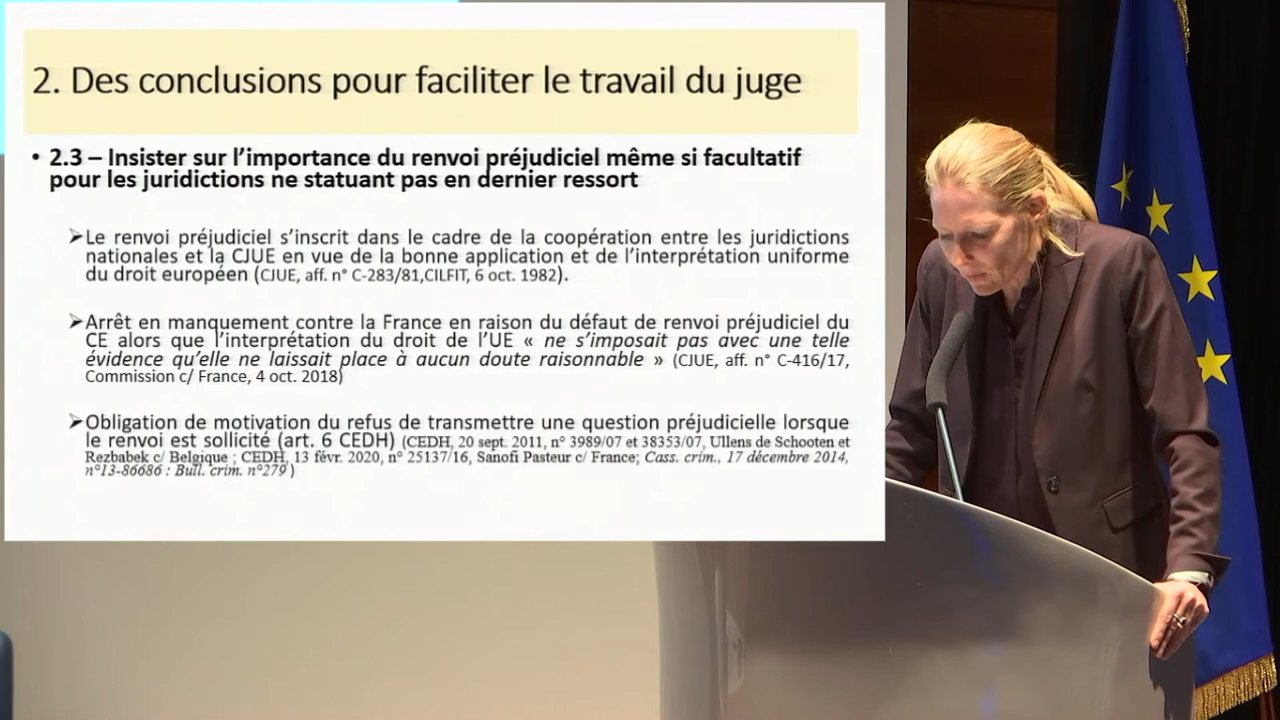 2. Des conclusions pour faciliter le travail du juge
• 2.3 – Insister sur l’importance du renvoi préjudiciel même si facultatif
pour les juridictions ne statuant pas en dernier ressort
➢Le renvoi préjudiciel s’inscrit dans le cadre de la coopération entre les juridictions
nationales et la CJUE en vue de la bonne application et de l’interprétation uniforme
du droit européen (CJUE, aff. n° C-283/81,CILFIT, 6 oct. 1982).
➢Arrêt en manquement contre la France en raison du défaut de renvoi préjudiciel du
CE alors que l’interprétation du droit de l’UE « ne s’imposait pas avec une telle
évidence qu’elle ne laissait place à aucun doute raisonnable » (CJUE, aff. n° C-416/17,
Commission c/ France, 4 oct. 2018)
➢Obligation de motivation du refus de transmettre une question préjudicielle lorsque
le renvoi est sollicité (art. 6 CEDH) (CEDH, 20 sept. 2011, n° 3989/07 et 38353/07, Ullens de Schooten et
Rezbabek c/ Belgique ; CEDH, 13 févr. 2020, n° 25137/16, Sanofi Pasteur c/ France; Cass. crim., 17 décembre 2014,
n°13-86686 : Bull. crim. n°279 )